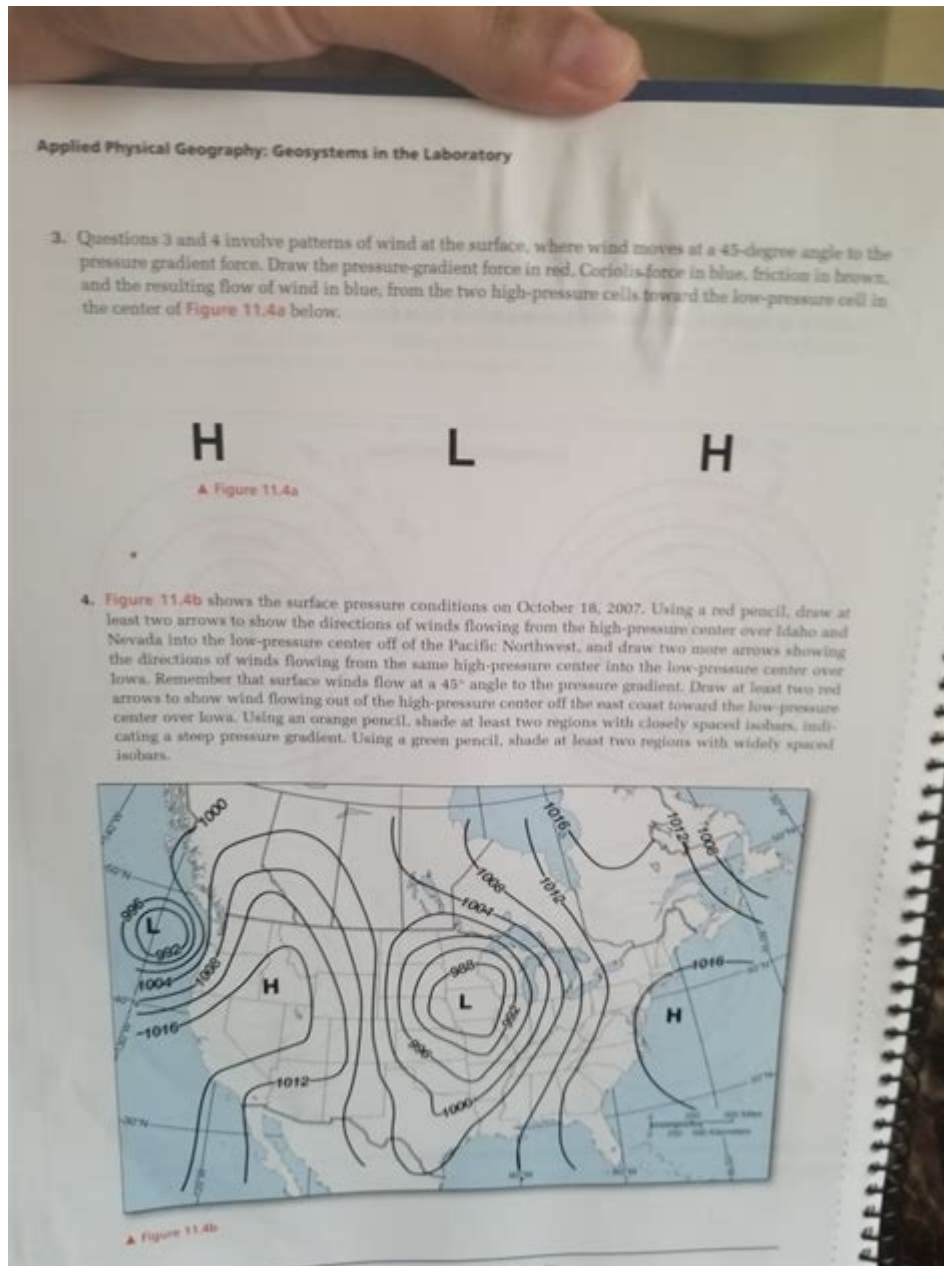 Applied Physical Geography: Geosystems in the Laboratory
3. Questions 3 and 4 involve patterns of wind at the surface, where wind moves at a 45-degree angle to the
pressure gradient force. Draw the pressure-gradient force in red, Coriolis force in blue, friction in brown,
and the resulting flow of wind in blue, from the two high-pressure cells toward the low-pressure cell in
the center of Figure 11.4a below.
H L H
▲ Figure 11.4a
4. Figure 11.4b shows the surface pressure conditions on October 18, 2007. Using a red pencil, draw at
least two arrows to show the directions of winds flowing from the high-pressure center over Idaho and
Nevada into the low-pressure center off of the Pacific Northwest, and draw two more arrows showing
the directions of winds flowing from the same high-pressure center into the low-pressure center over
Iowa. Remember that surface winds flow at a 45° angle to the pressure gradient. Draw at least two red
arrows to show wind flowing out of the high-pressure center off the east coast toward the low-pressure
center over Iowa. Using an orange pencil, shade at least two regions with closely spaced isobars, indi-
cating a steep pressure gradient. Using a green pencil, shade at least two regions with widely spaced
isobars.
1000
1016
1012
1008
1008
1012
1004
996
L
992
1004
1008
H
988
L
992
1016
H
1016
996
1012
1000
30°N
▲ Figure 11.4b